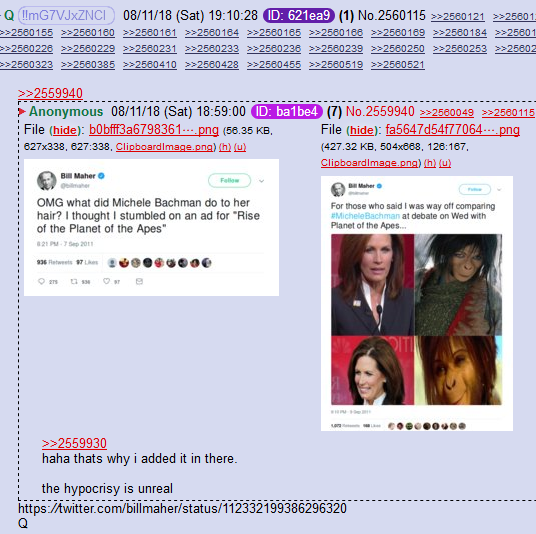 Q !!mG7VJxZNCI 08/11/18 (Sat) 19:10:28 ID: 621ea9 (1) No.2560115 >>2560121
>>2560155 >>2560160 >>2560161 >>2560164 >>2560165 >>2560166 >>2560169 >>2560184
>>2560226 >>2560229 >>2560231 >>2560233 >>2560236 >>2560239 >>2560250 >>2560253
>>2560323 >>2560385 >>2560410 >>2560428 >>2560455 >>2560519 >>2560521
>>2559940
Anonymous 08/11/18 (Sat) 18:59:00 ID: ba1be4 (7) No.2559940 >>2560049 >>2560115
File (hide): b0bfff3a6798361⋯.png (56.35 KB,
627x338, 627:338, ClipboardImage.png) (h) (u)
Bill Maher
@billmaher
Follow
OMG what did Michele Bachman do to her
hair? I thought I stumbled on an ad for "Rise
of the Planet of the Apes"
6:21 PM - 7 Sep 2011
936 Retweets 97 Likes
275 936 97
File (hide): fa5647d54f77064⋯.png
(427.32 KB, 504x668, 126:167,
ClipboardImage.png) (h) (u)
Bill Maher
@billmaher
Follow
For those who said I was way off comparing
#MicheleBachman at debate on Wed with
Planet of the Apes...
Retweets Likes
>>2559930
haha thats why i added it in there.
the hypocrisy is unreal
https://twitter.com/billmaher/status/112332199386296320
Q